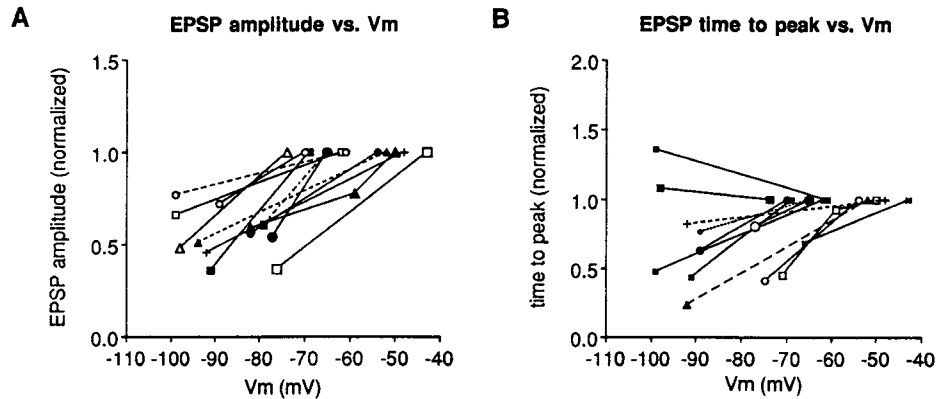 A
EPSP amplitude vs. Vm
EPSP amplitude (normalized)
1.5
1.0
0.5
0.0
-110 -100 -90 -80 -70 -60 -50 -40
Vm (mV)
B
EPSP time to peak vs. Vm
time to peak (normalized)
2.0
1.5
1.0
0.5
0.0
-110 -100 -90 -80 -70 -60 -50 -40
Vm (mV)